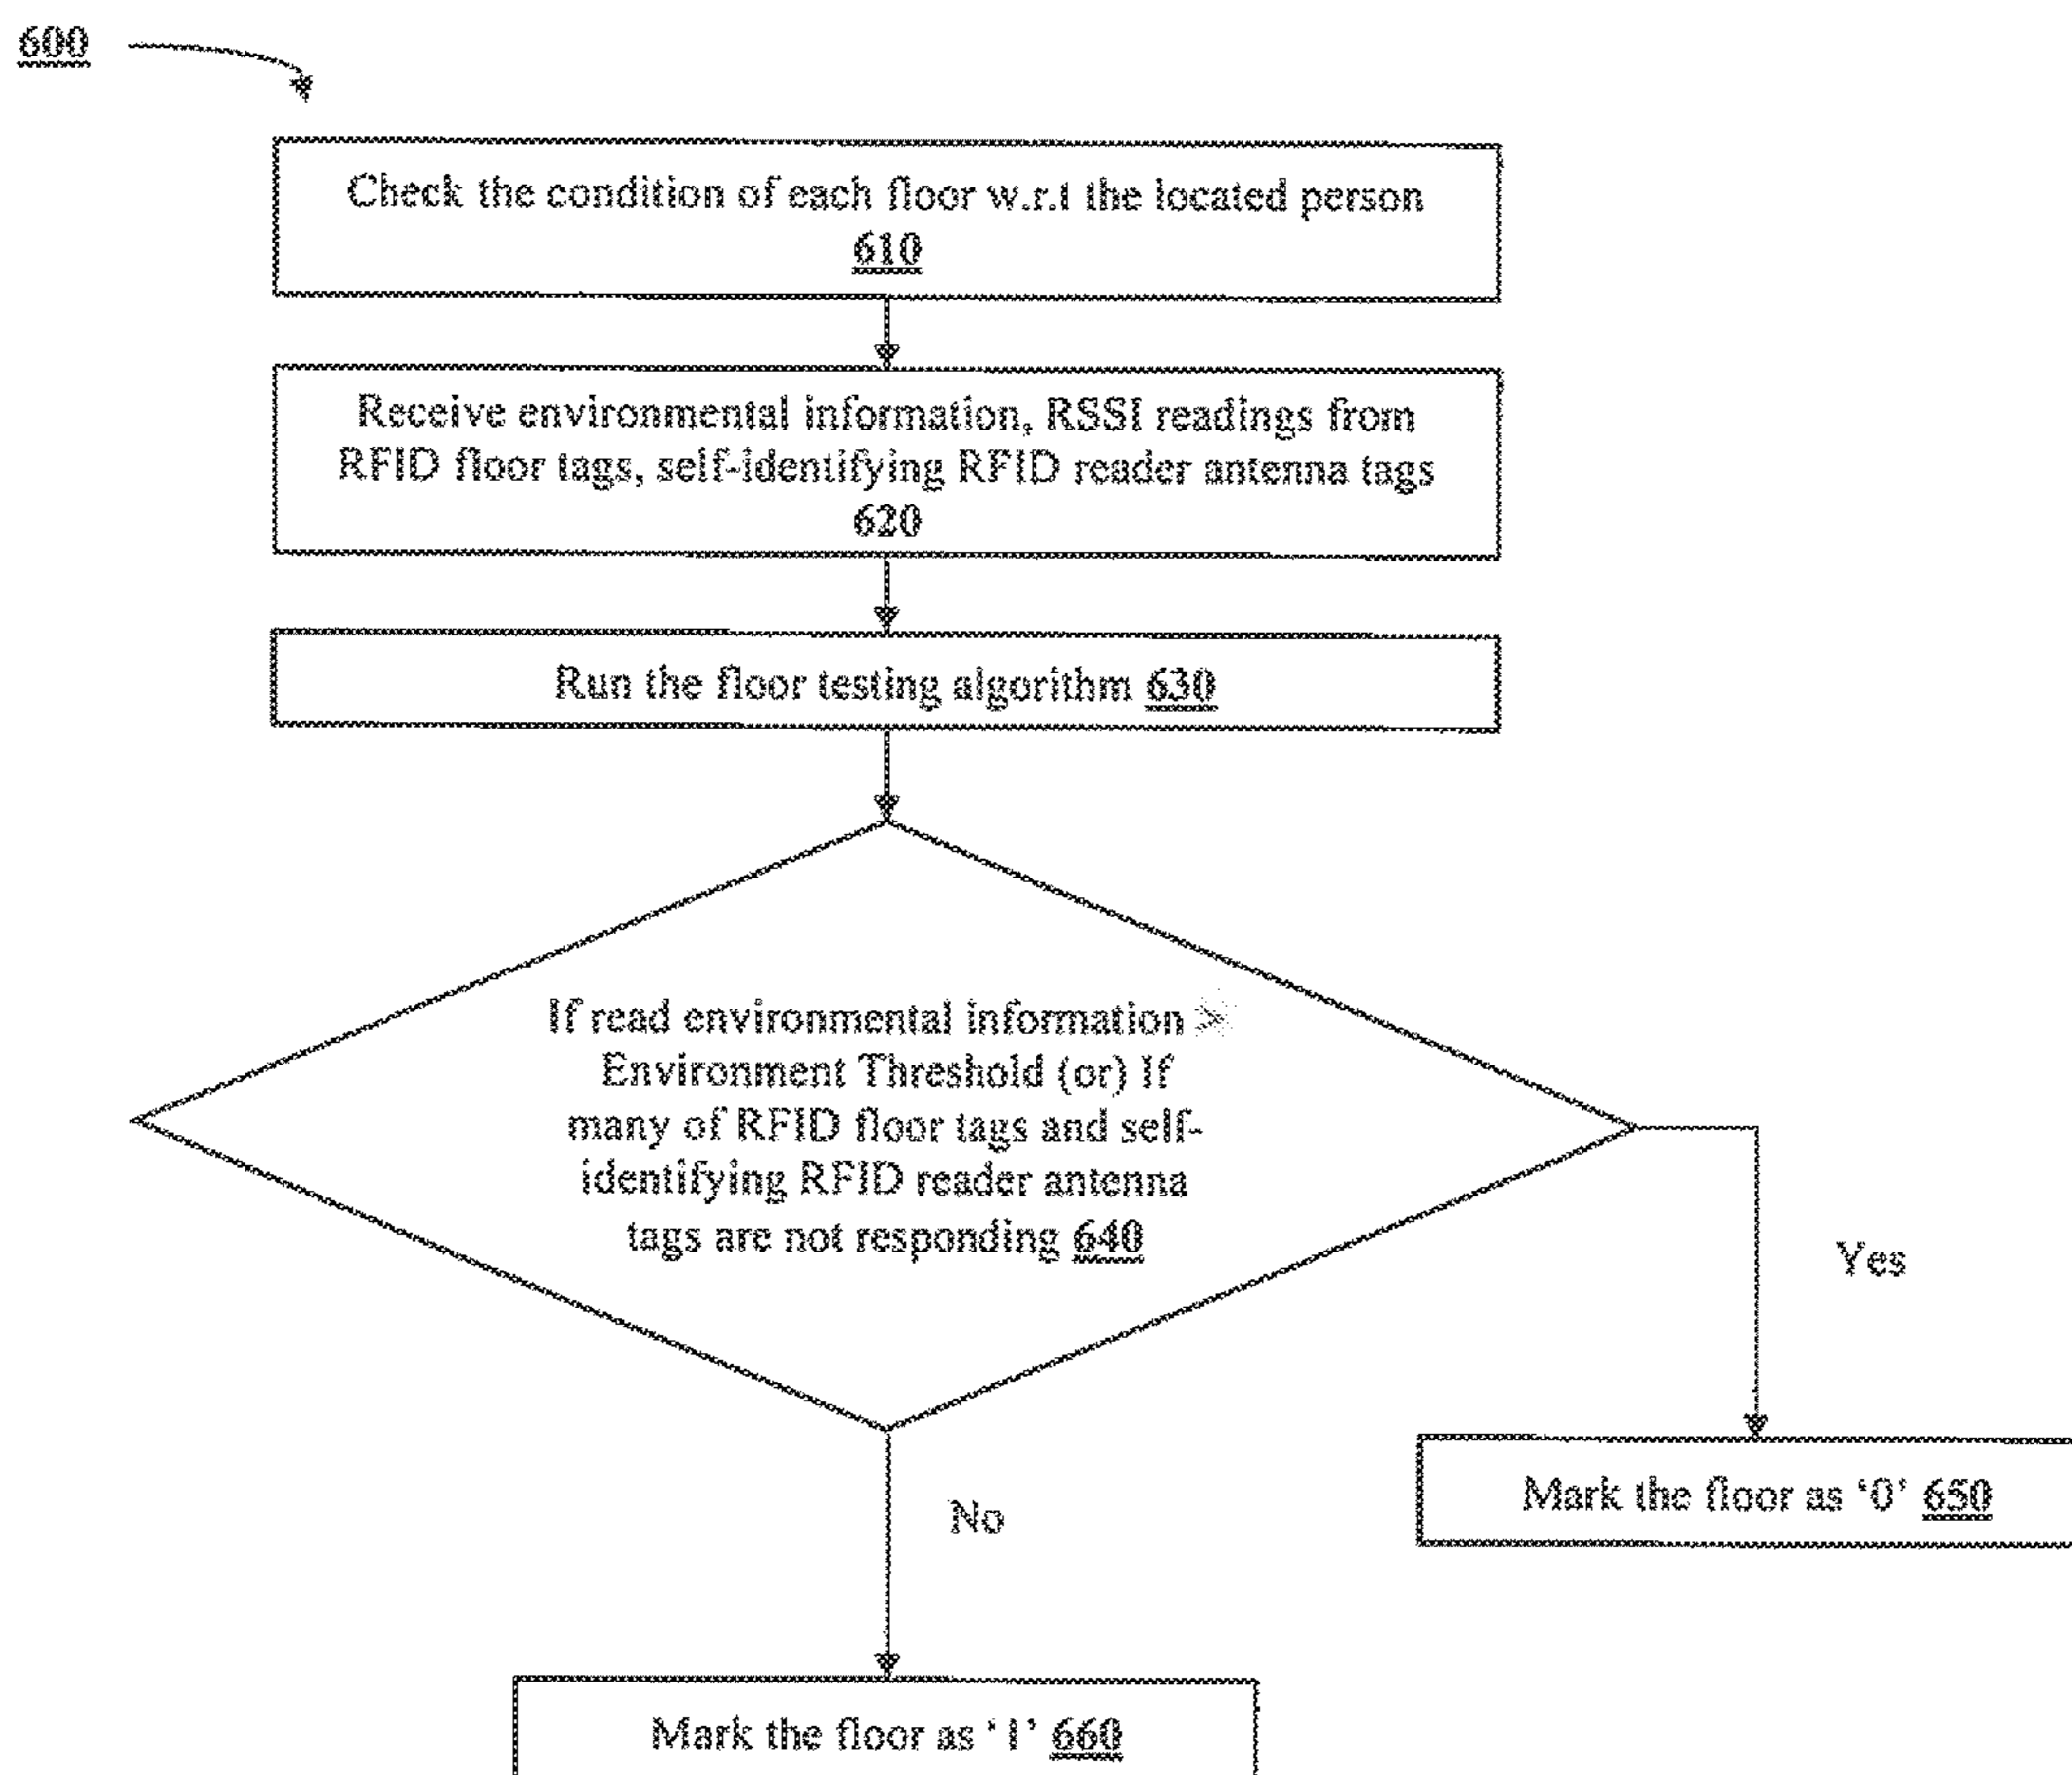 600
Check the condition of each floor w.r.t the located person
610
Receive environmental information, RSSI readings from
RFID floor tags, self-identifying RFID reader antenna tags
620
Run the floor testing algorithm 630
If read environmental information >
Environment Threshold (or) If
many of RFID floor tags and self-
identifying RFID reader antenna
tags are not responding 640
Yes
Mark the floor as ‘0’ 650
No
Mark the floor as ‘1’ 660